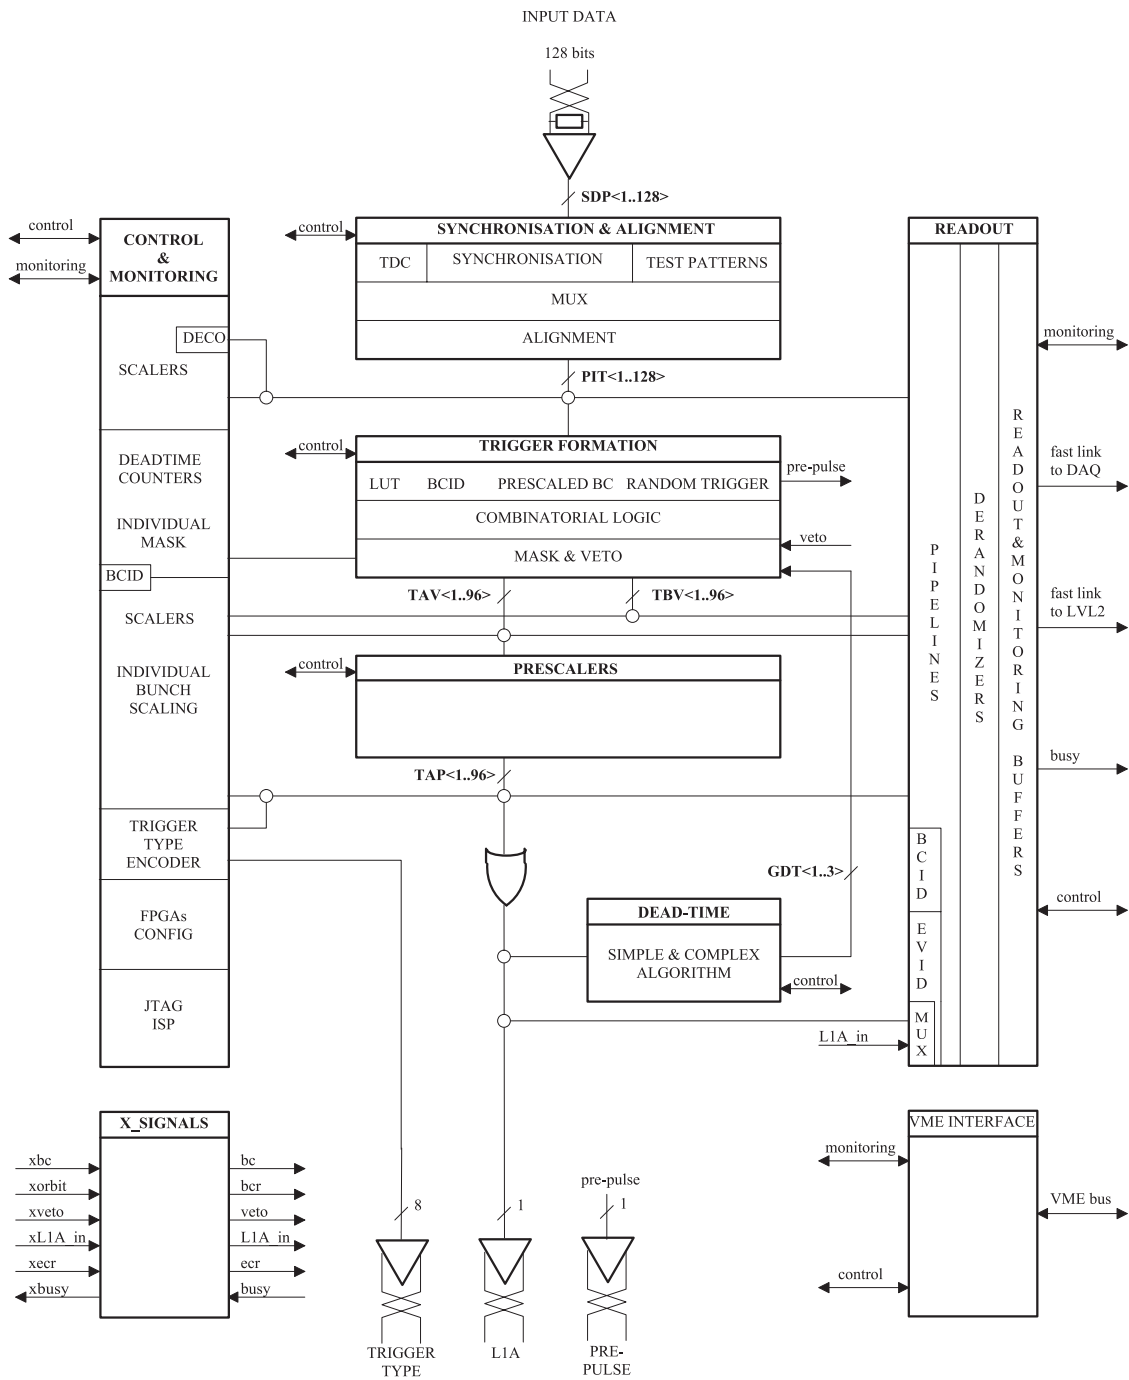 INPUT DATA
128 bits
SDP<1..128>
control
monitoring
CONTROL
&
MONITORING
DECO
SCALERS
DEADTIME
COUNTERS
INDIVIDUAL
MASK
BCID
SCALERS
INDIVIDUAL
BUNCH
SCALING
TRIGGER
TYPE
ENCODER
FPGAs
CONFIG
JTAG
ISP
control
SYNCHRONISATION & ALIGNMENT
TDC
SYNCHRONISATION
TEST PATTERNS
MUX
ALIGNMENT
PIT<1..128>
control
TRIGGER FORMATION
LUT
BCID
PRESCALED BC
RANDOM TRIGGER
COMBINATORIAL LOGIC
MASK & VETO
pre-pulse
veto
TAV<1..96>
TBV<1..96>
control
PRESCALERS
TAP<1..96>
GDT<1..3>
DEAD-TIME
SIMPLE & COMPLEX
ALGORITHM
control
L1A_in
READOUT
PIPELINES
DERANDOMIZERS
READOUT&MONITORING BUFFERS
BCID
EVID
MUX
monitoring
fast link
to DAQ
fast link
to LVL2
busy
control
X_SIGNALS
xbc
xorbit
xveto
xL1A_in
xecr
xbusy
bc
bcr
veto
L1A_in
ecr
busy
8
1
pre-pulse
1
TRIGGER
TYPE
L1A
PRE-
PULSE
VME INTERFACE
monitoring
control
VME bus